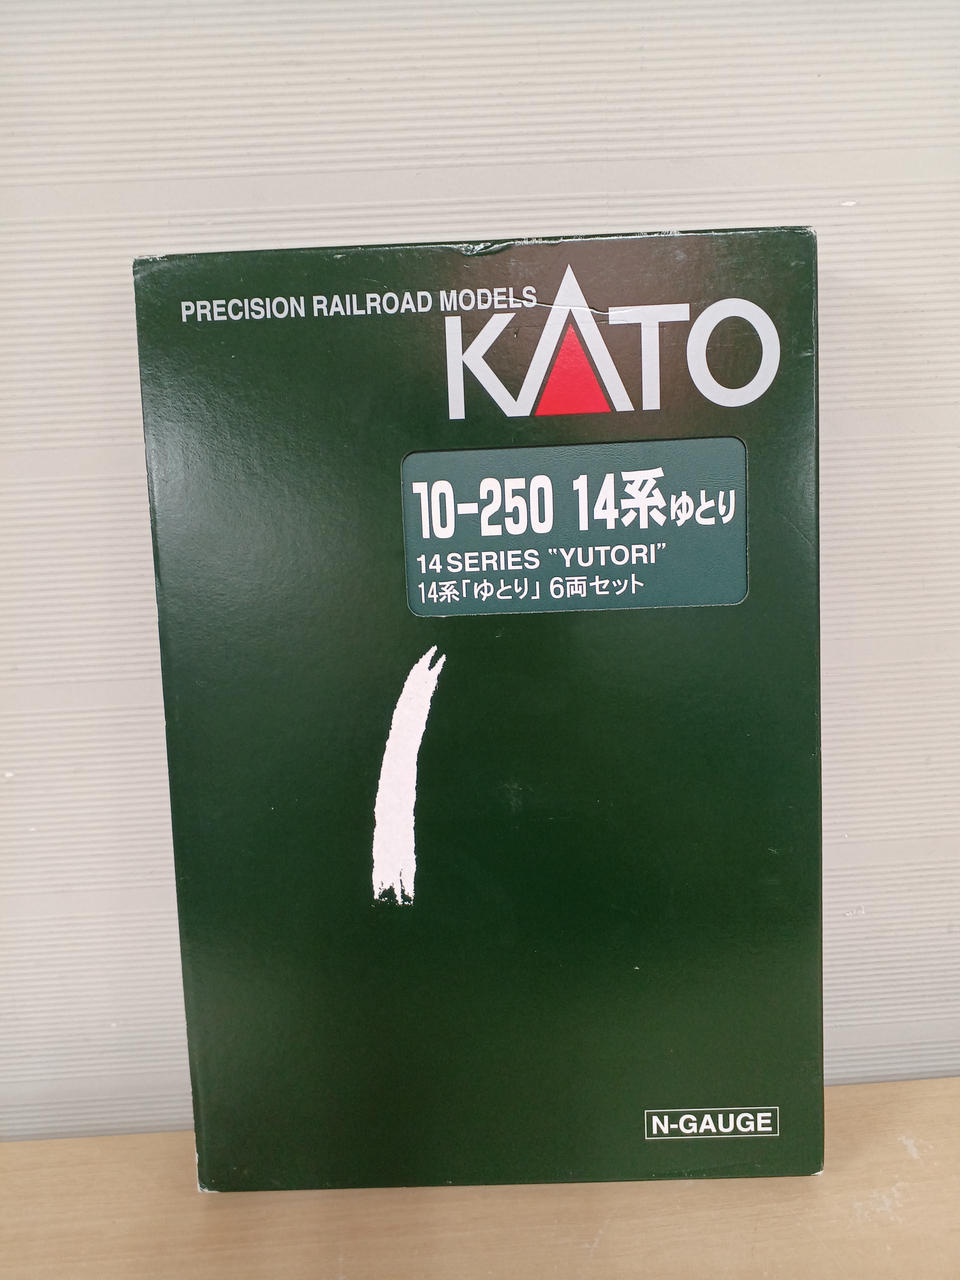 PRECISION RAILROAD MODELS
KATO
10-250 14系ゆとり
14 SERIES "YUTORI"
14系「ゆとり」6両セット
N-GAUGE